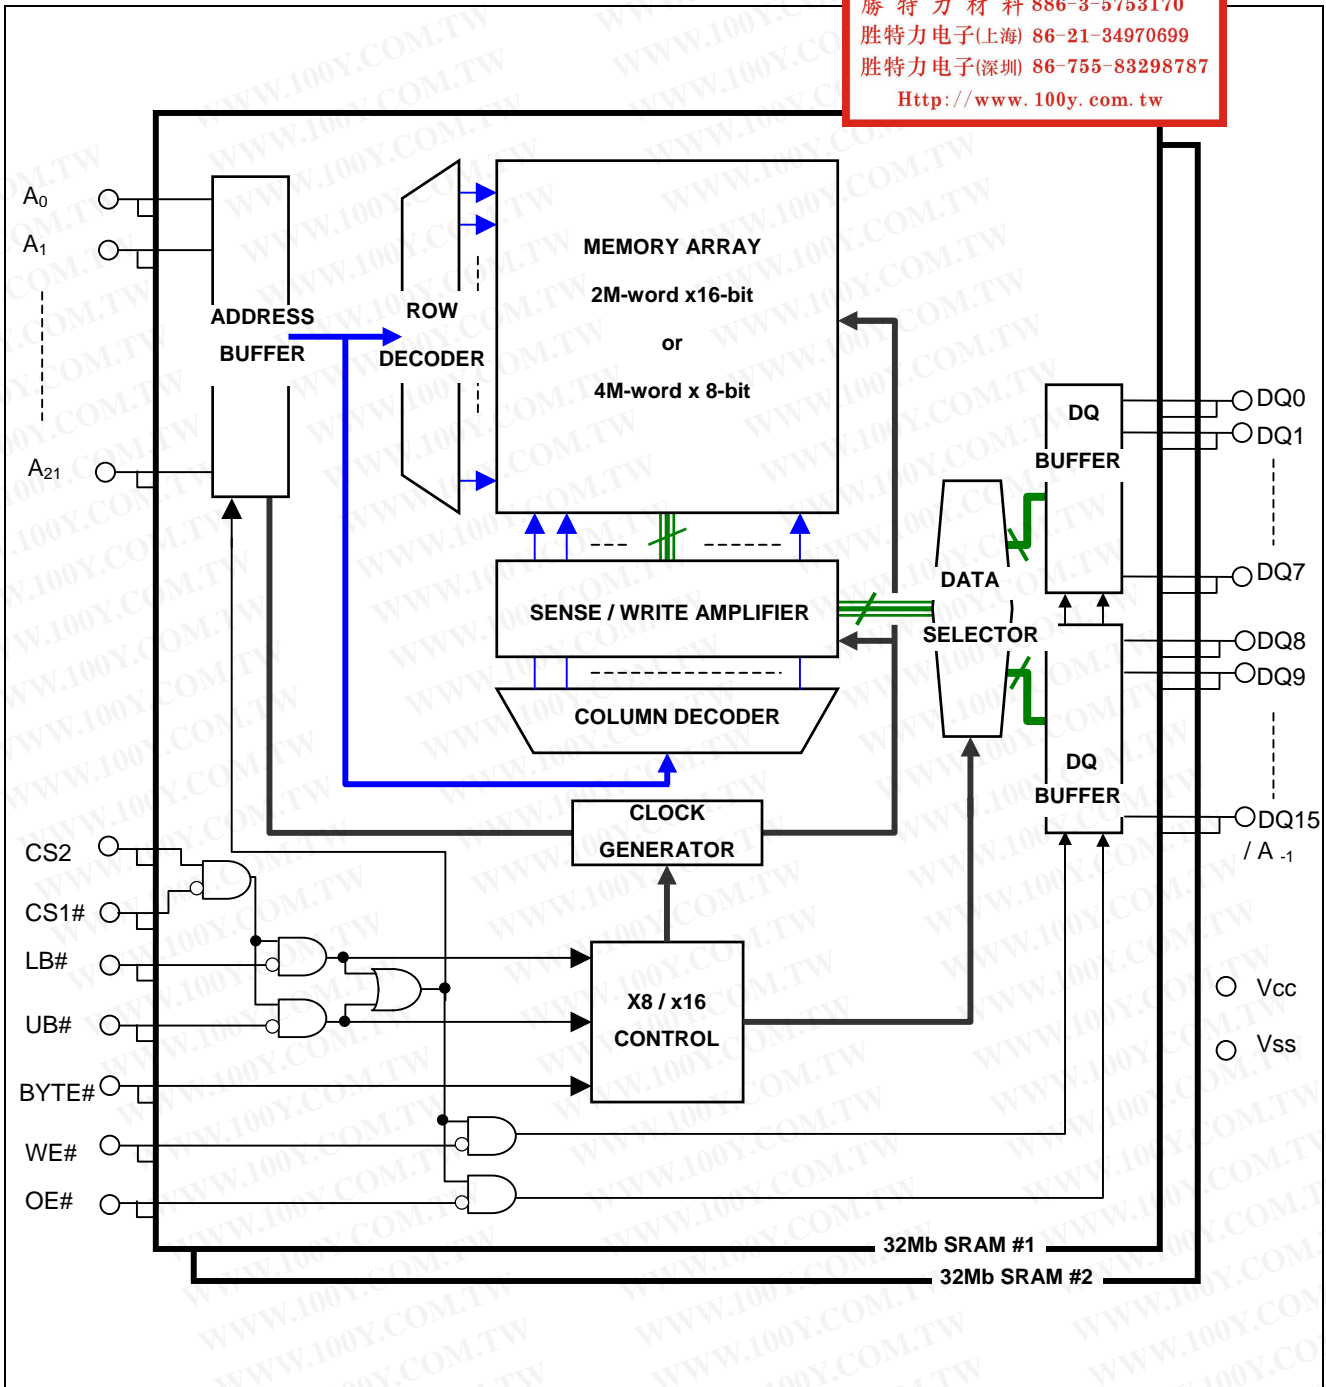 勝特力材料 886-3-5753170
胜特力电子(上海) 86-21-34970699
胜特力电子(深圳) 86-755-83298787
Http://www.100y.com.tw
A0
A1
A21
ADDRESS
BUFFER
ROW
DECODER
MEMORY ARRAY
2M-word x16-bit
or
4M-word x 8-bit
SENSE / WRITE AMPLIFIER
COLUMN DECODER
CLOCK
GENERATOR
DATA
SELECTOR
DQ
BUFFER
DQ
BUFFER
DQ0
DQ1
DQ7
DQ8
DQ9
DQ15
/ A -1
CS2
CS1#
LB#
UB#
BYTE#
WE#
OE#
X8 / x16
CONTROL
Vcc
Vss
32Mb SRAM #1
32Mb SRAM #2
WWW.100Y.COM.TW